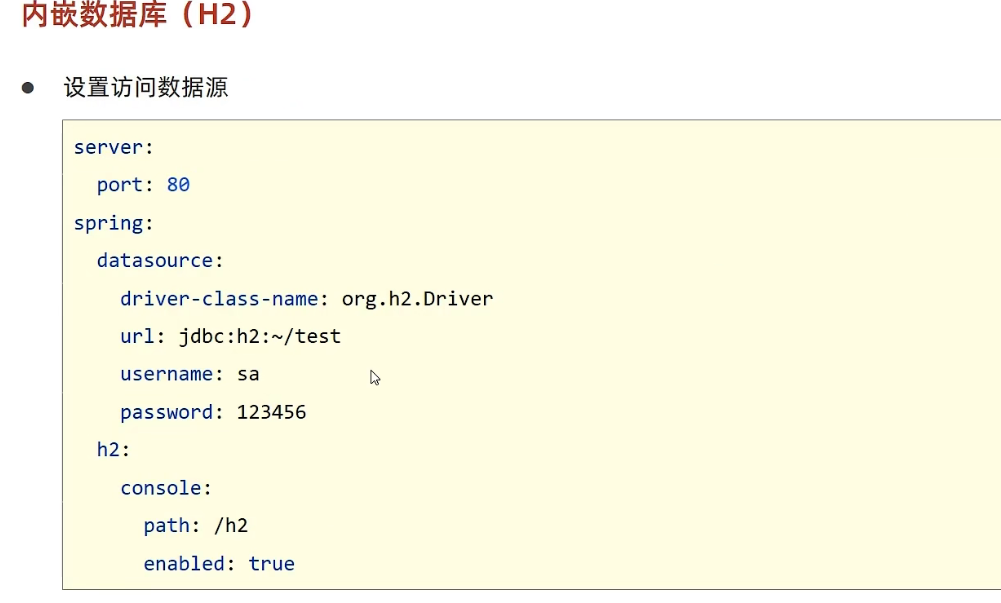 内嵌数据库（H2）
● 设置访问数据源
server:
  port: 80
spring:
  datasource:
    driver-class-name: org.h2.Driver
    url: jdbc:h2:~/test
    username: sa
    password: 123456
  h2:
    console:
      path: /h2
      enabled: true